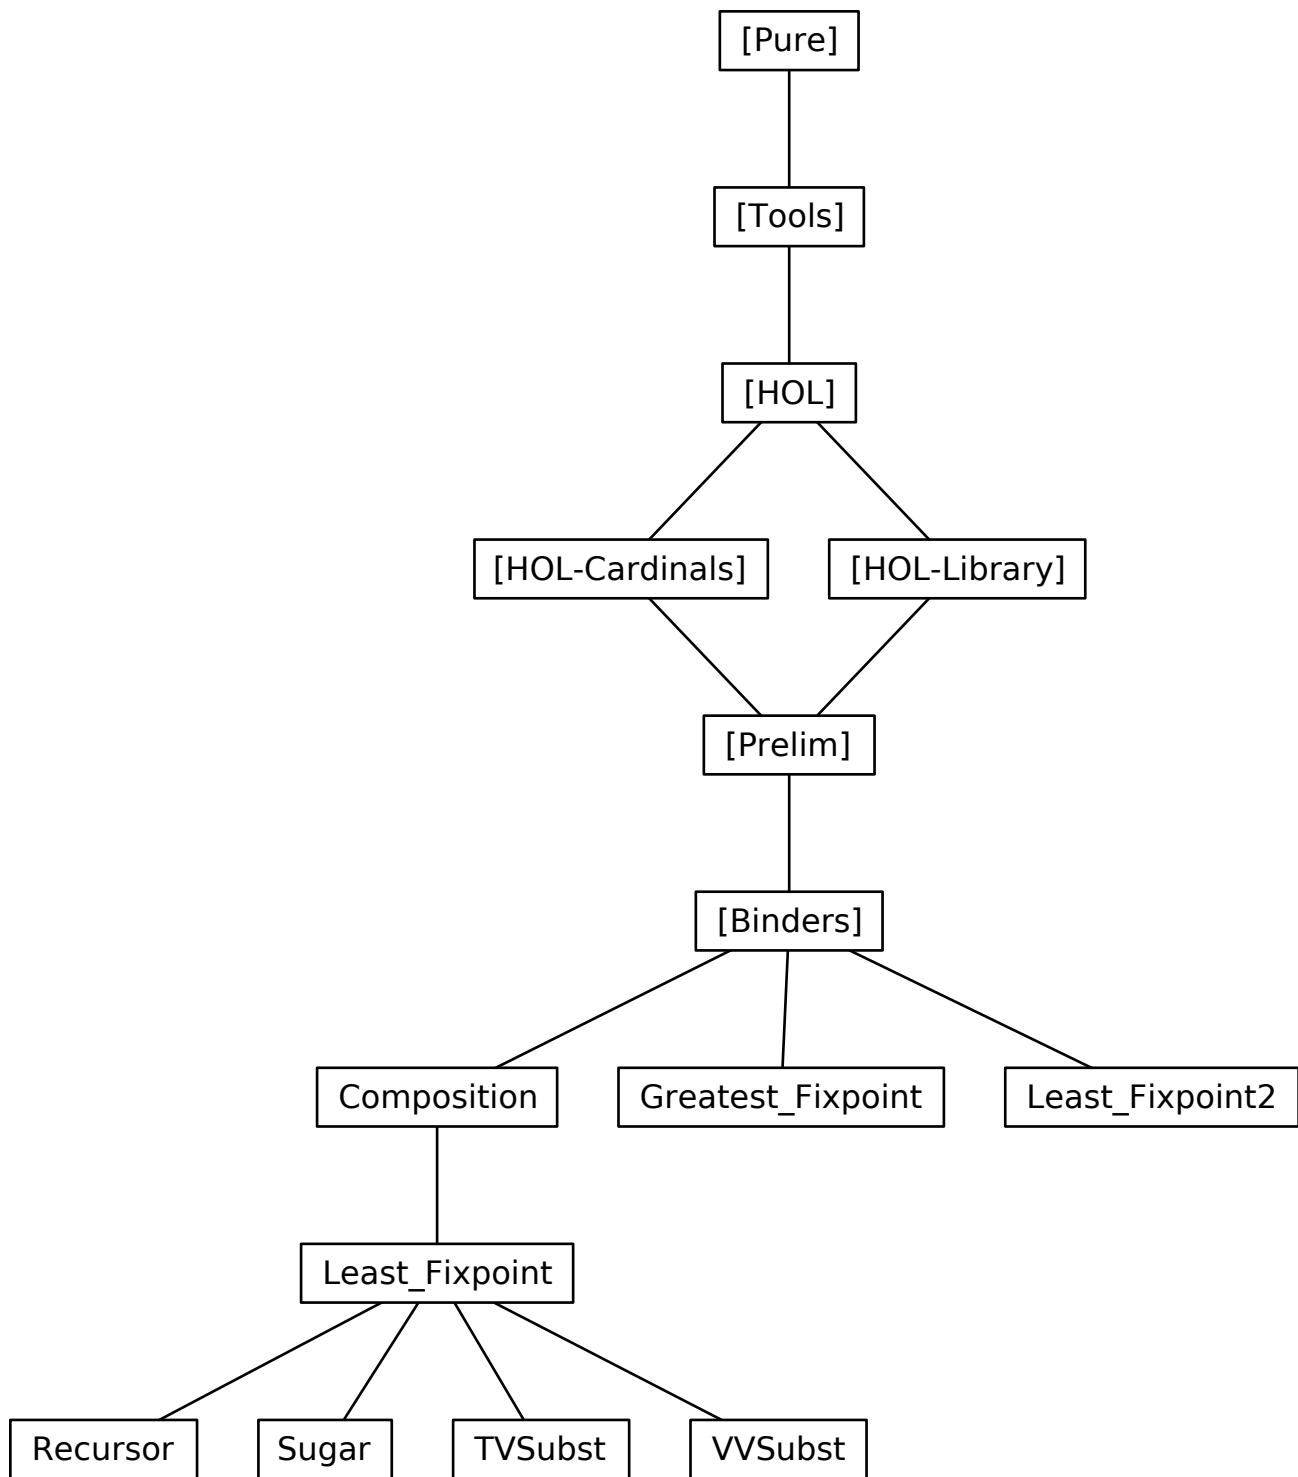 [Pure]
[Tools]
[HOL]
[HOL-Cardinals]
[HOL-Library]
[Prelim]
[Binders]
Composition
Greatest_Fixpoint
Least_Fixpoint2
Least_Fixpoint
Recursor
Sugar
TVSubst
VVSubst